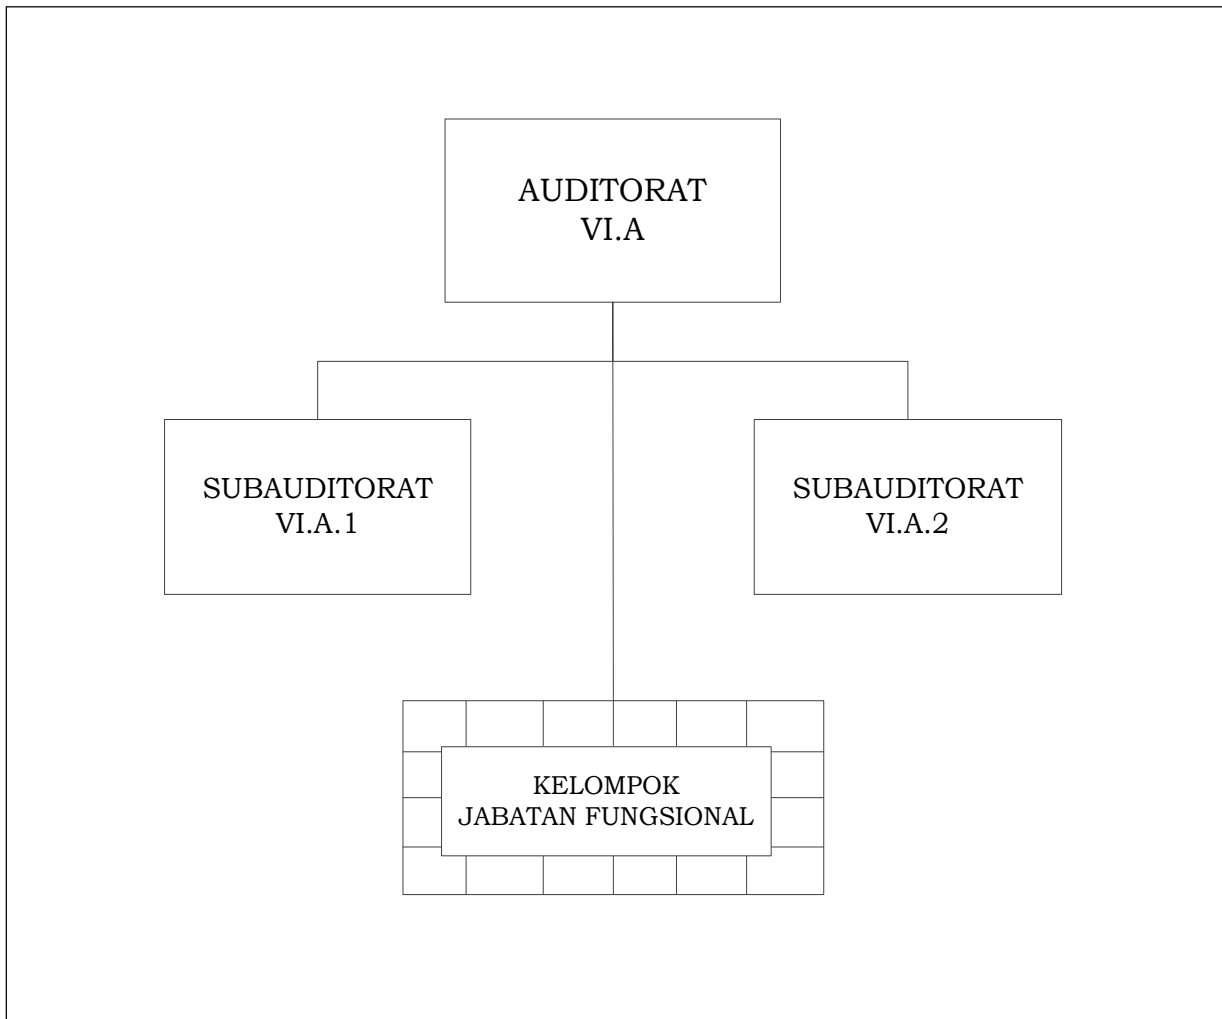 AUDITORAT
VI.A
SUBAUDITORAT
VI.A.1
SUBAUDITORAT
VI.A.2
KELOMPOK
JABATAN FUNGSIONAL